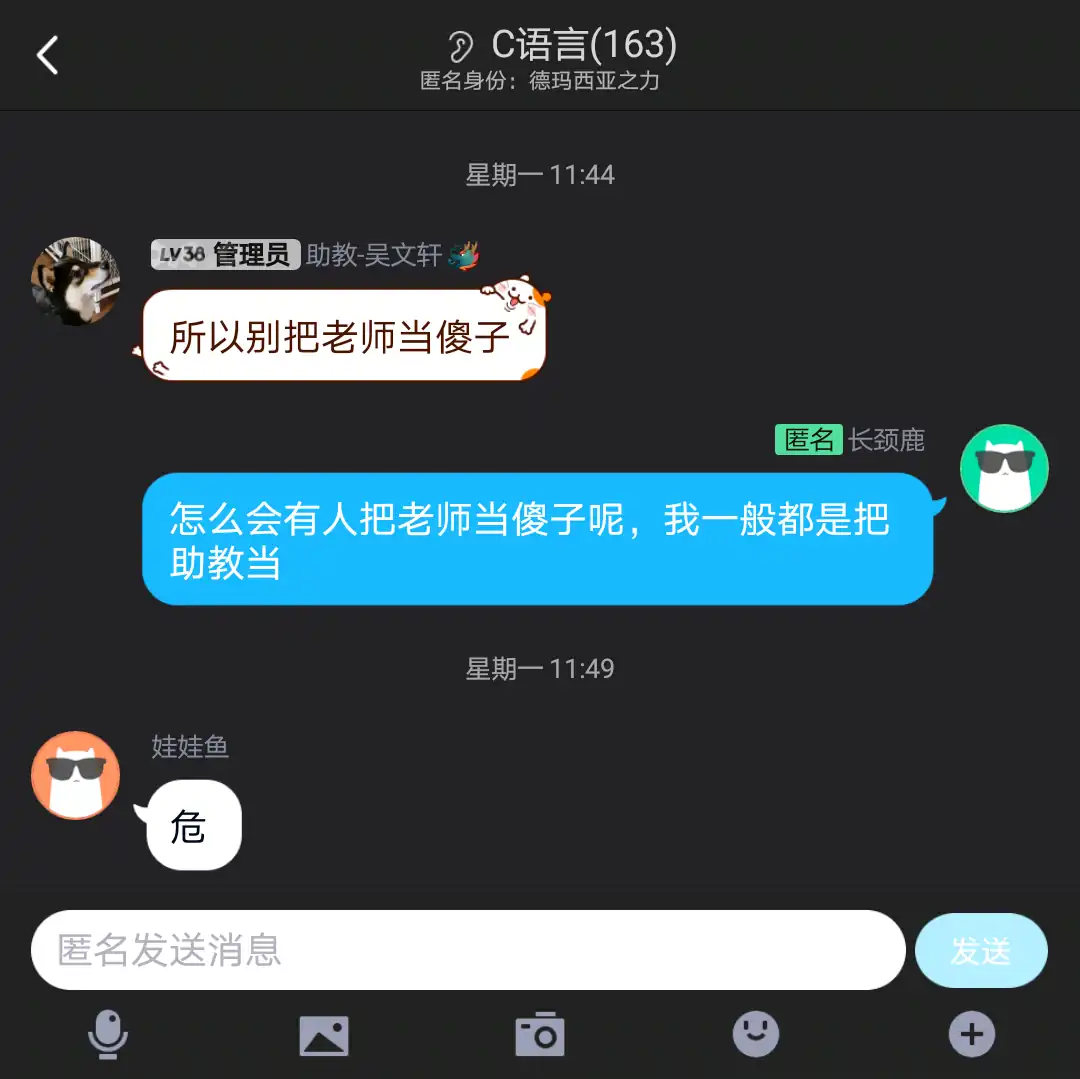 C语言(163)
匿名身份：德玛西亚之力
星期一 11:44
LV38 管理员 助教-吴文轩
所以别把老师当傻子
匿名 长颈鹿
怎么会有人把老师当傻子呢，我一般都是把
助教当
星期一 11:49
娃娃鱼
危
匿名发送消息
发送